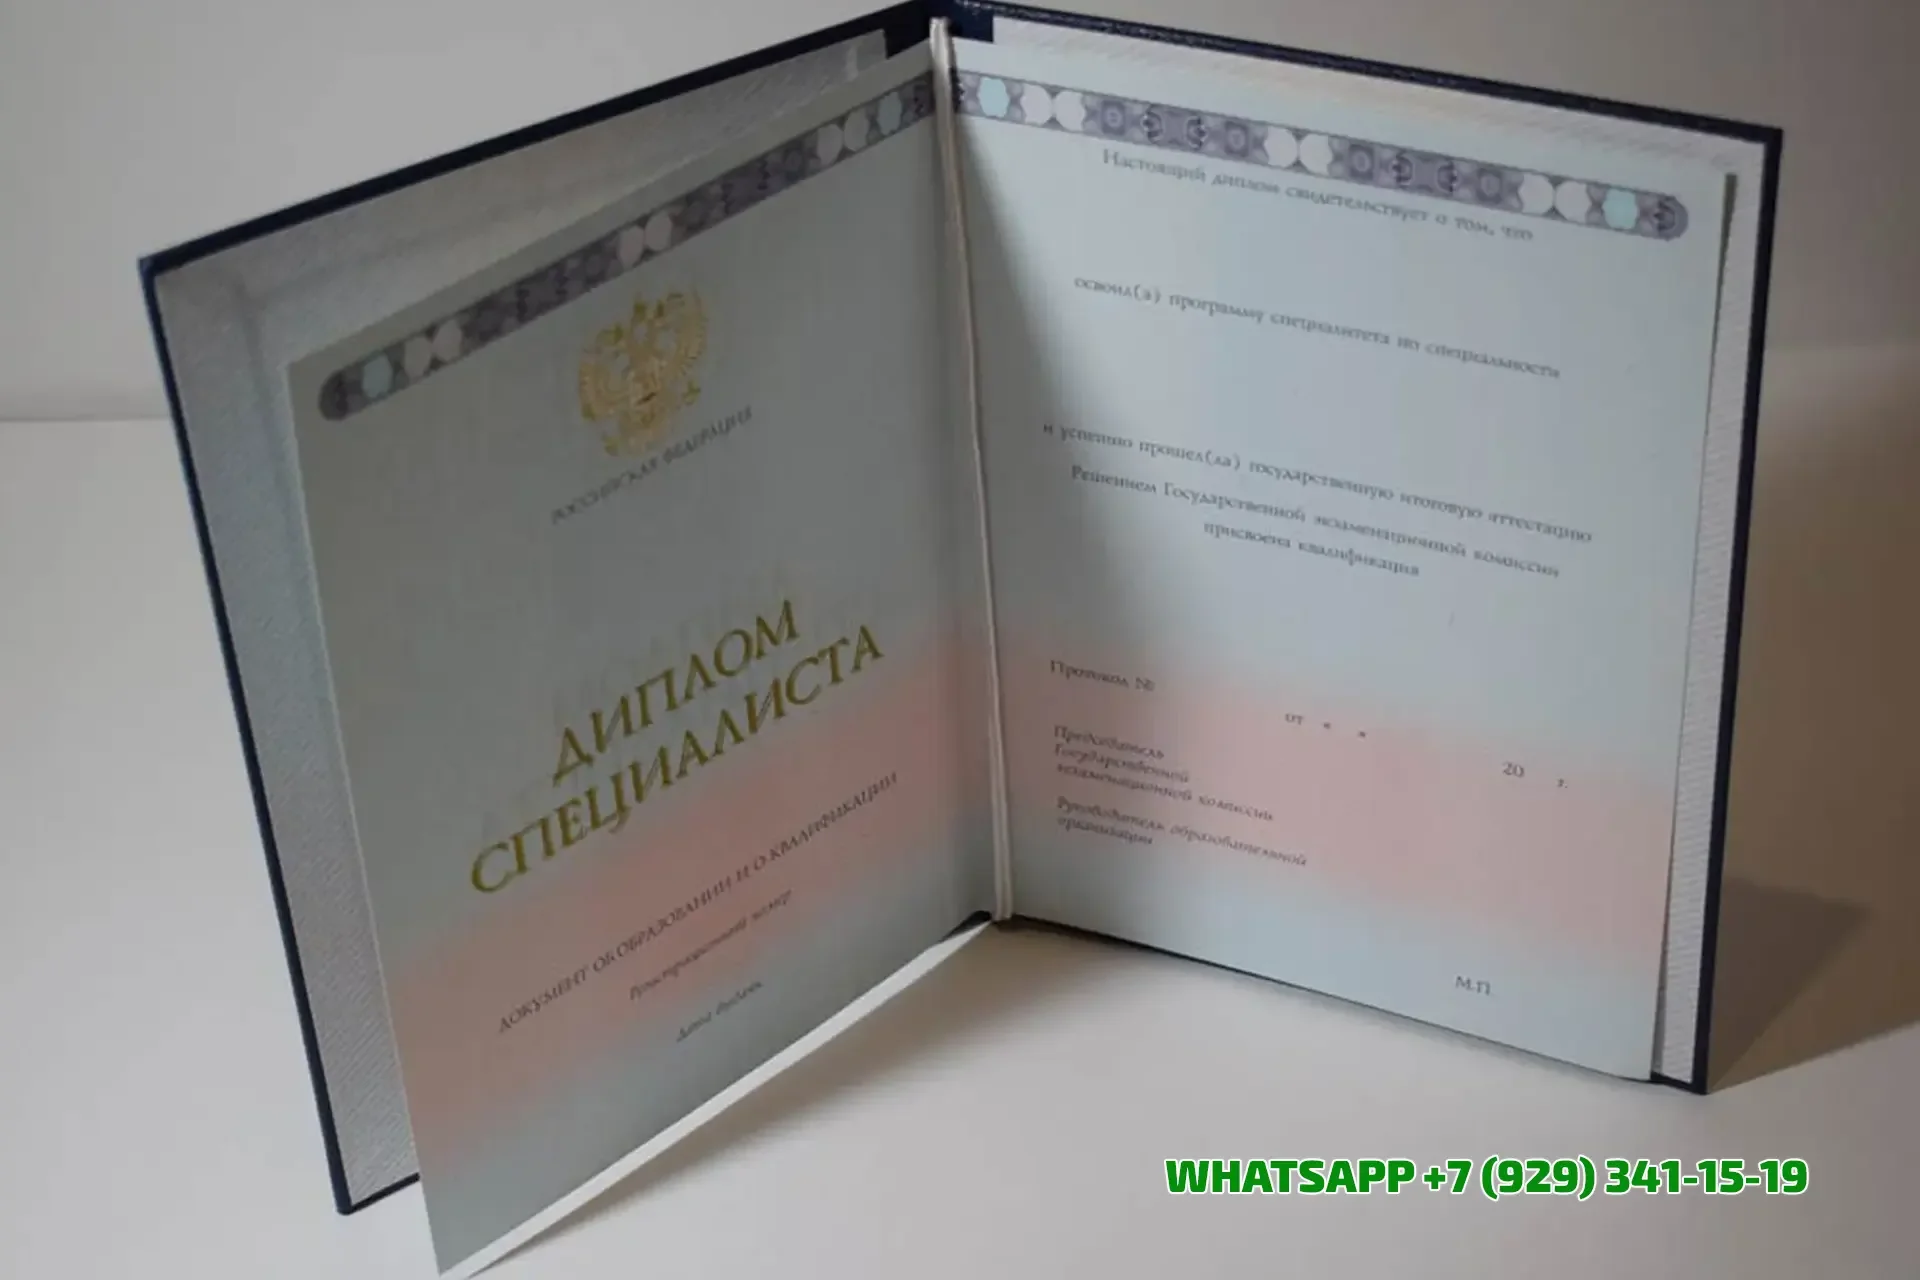 РОССИЙСКАЯ ФЕДЕРАЦИЯ
ДИПЛОМ
СПЕЦИАЛИСТА
ДОКУМЕНТ ОБ ОБРАЗОВАНИИ И О КВАЛИФИКАЦИИ
Регистрационный номер
Дата выдачи
Настоящий диплом свидетельствует о том, что
освоил(а) программу специалитета по специальности
и успешно прошел(ла) государственную итоговую аттестацию
Решением Государственной экзаменационной комиссии
присвоена квалификация
Протокол №
от « » 20 г.
Председатель
Государственной
экзаменационной комиссии
Руководитель образовательной
организации
М.П.
WHATSAPP +7 (929) 341-15-19